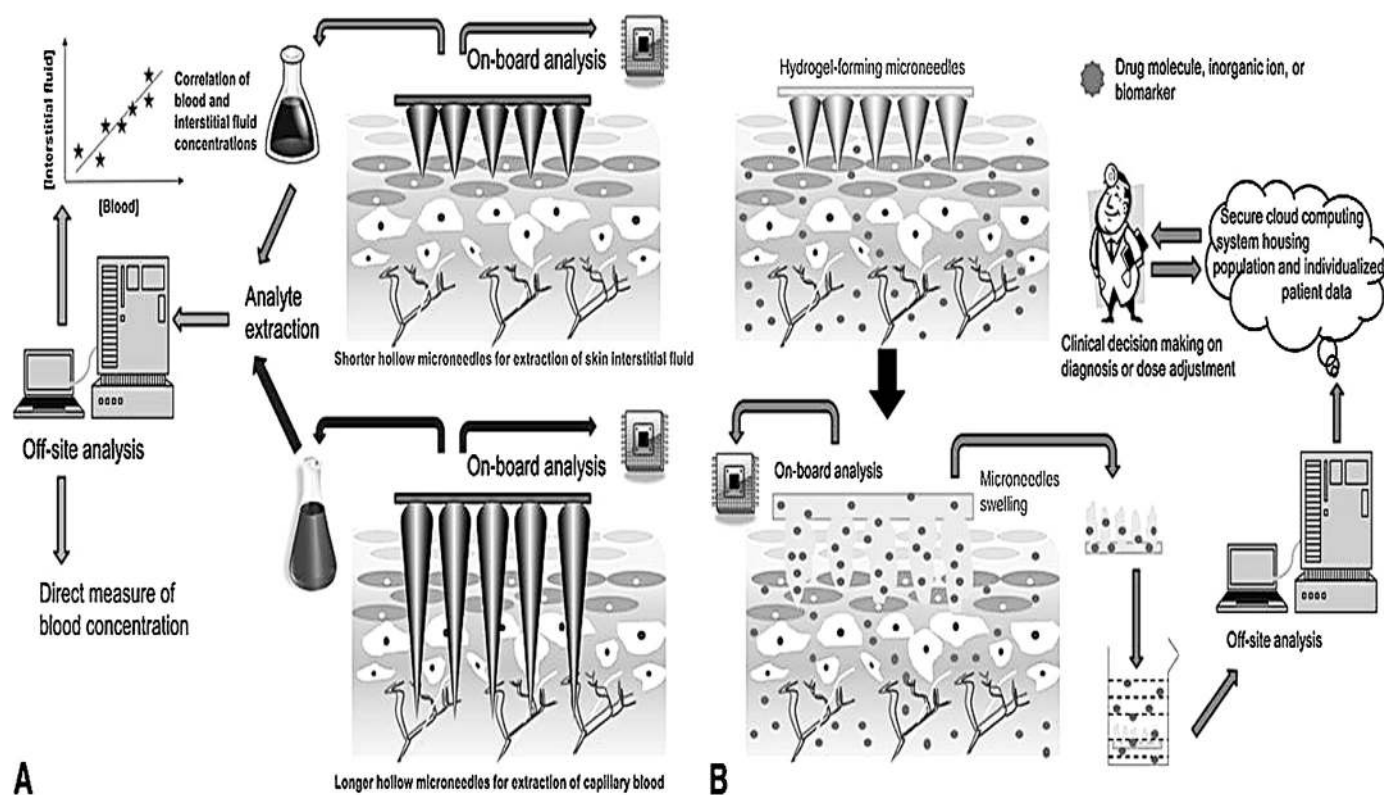 On-board analysis
[Interstitial fluid]
Correlation of
blood and
interstitial fluid
concentrations
[Blood]
Analyte
extraction
Shorter hollow microneedles for extraction of skin interstitial fluid
Off-site analysis
On-board analysis
Direct measure of
blood concentration
Longer hollow microneedles for extraction of capillary blood
A
Hydrogel-forming microneedles
Drug molecule, inorganic ion, or
biomarker
Secure cloud computing
system housing
population and individualized
patient data
Clinical decision making on
diagnosis or dose adjustment
On-board analysis
Microneedles
swelling
Off-site analysis
B